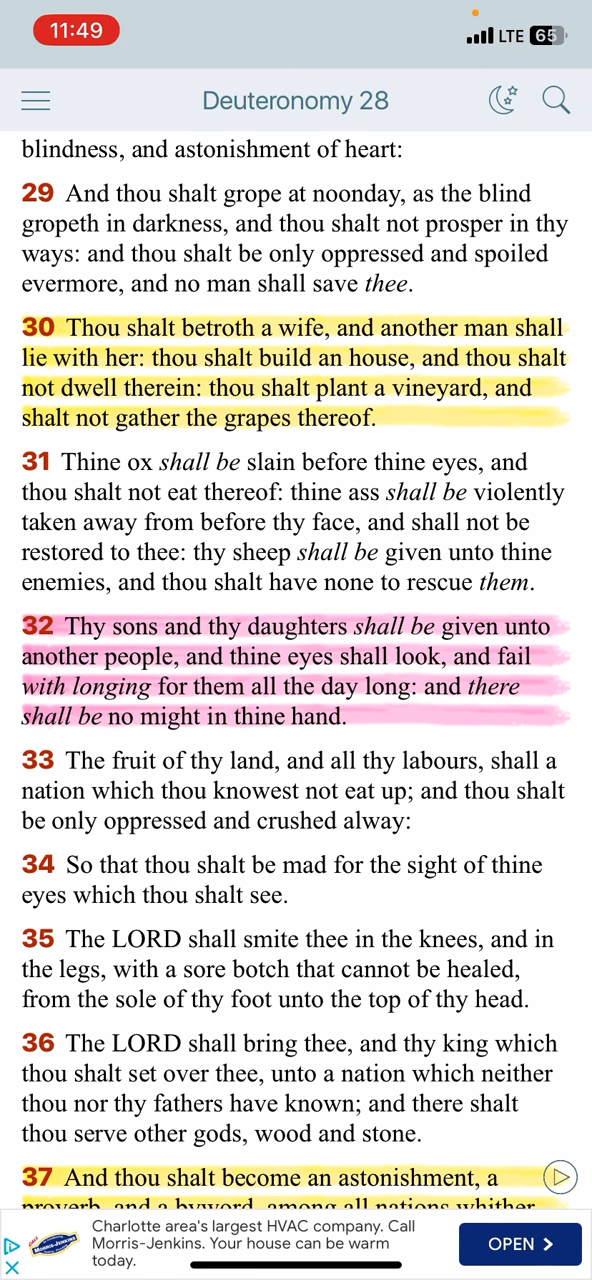 11:49
LTE 65
Deuteronomy 28
blindness, and astonishment of heart:
29 And thou shalt grope at noonday, as the blind
gropeth in darkness, and thou shalt not prosper in thy
ways: and thou shalt be only oppressed and spoiled
evermore, and no man shall save thee.
30 Thou shalt betroth a wife, and another man shall
lie with her: thou shalt build an house, and thou shalt
not dwell therein: thou shalt plant a vineyard, and
shalt not gather the grapes thereof.
31 Thine ox shall be slain before thine eyes, and
thou shalt not eat thereof: thine ass shall be violently
taken away from before thy face, and shall not be
restored to thee: thy sheep shall be given unto thine
enemies, and thou shalt have none to rescue them.
32 Thy sons and thy daughters shall be given unto
another people, and thine eyes shall look, and fail
with longing for them all the day long: and there
shall be no might in thine hand.
33 The fruit of thy land, and all thy labours, shall a
nation which thou knowest not eat up; and thou shalt
be only oppressed and crushed alway:
34 So that thou shalt be mad for the sight of thine
eyes which thou shalt see.
35 The LORD shall smite thee in the knees, and in
the legs, with a sore botch that cannot be healed,
from the sole of thy foot unto the top of thy head.
36 The LORD shall bring thee, and thy king which
thou shalt set over thee, unto a nation which neither
thou nor thy fathers have known; and there shalt
thou serve other gods, wood and stone.
37 And thou shalt become an astonishment, a
proverb, and a byword, among all nations whither
CALL
Morris-Jenkins
Charlotte area's largest HVAC company. Call
Morris-Jenkins. Your house can be warm
today.
OPEN